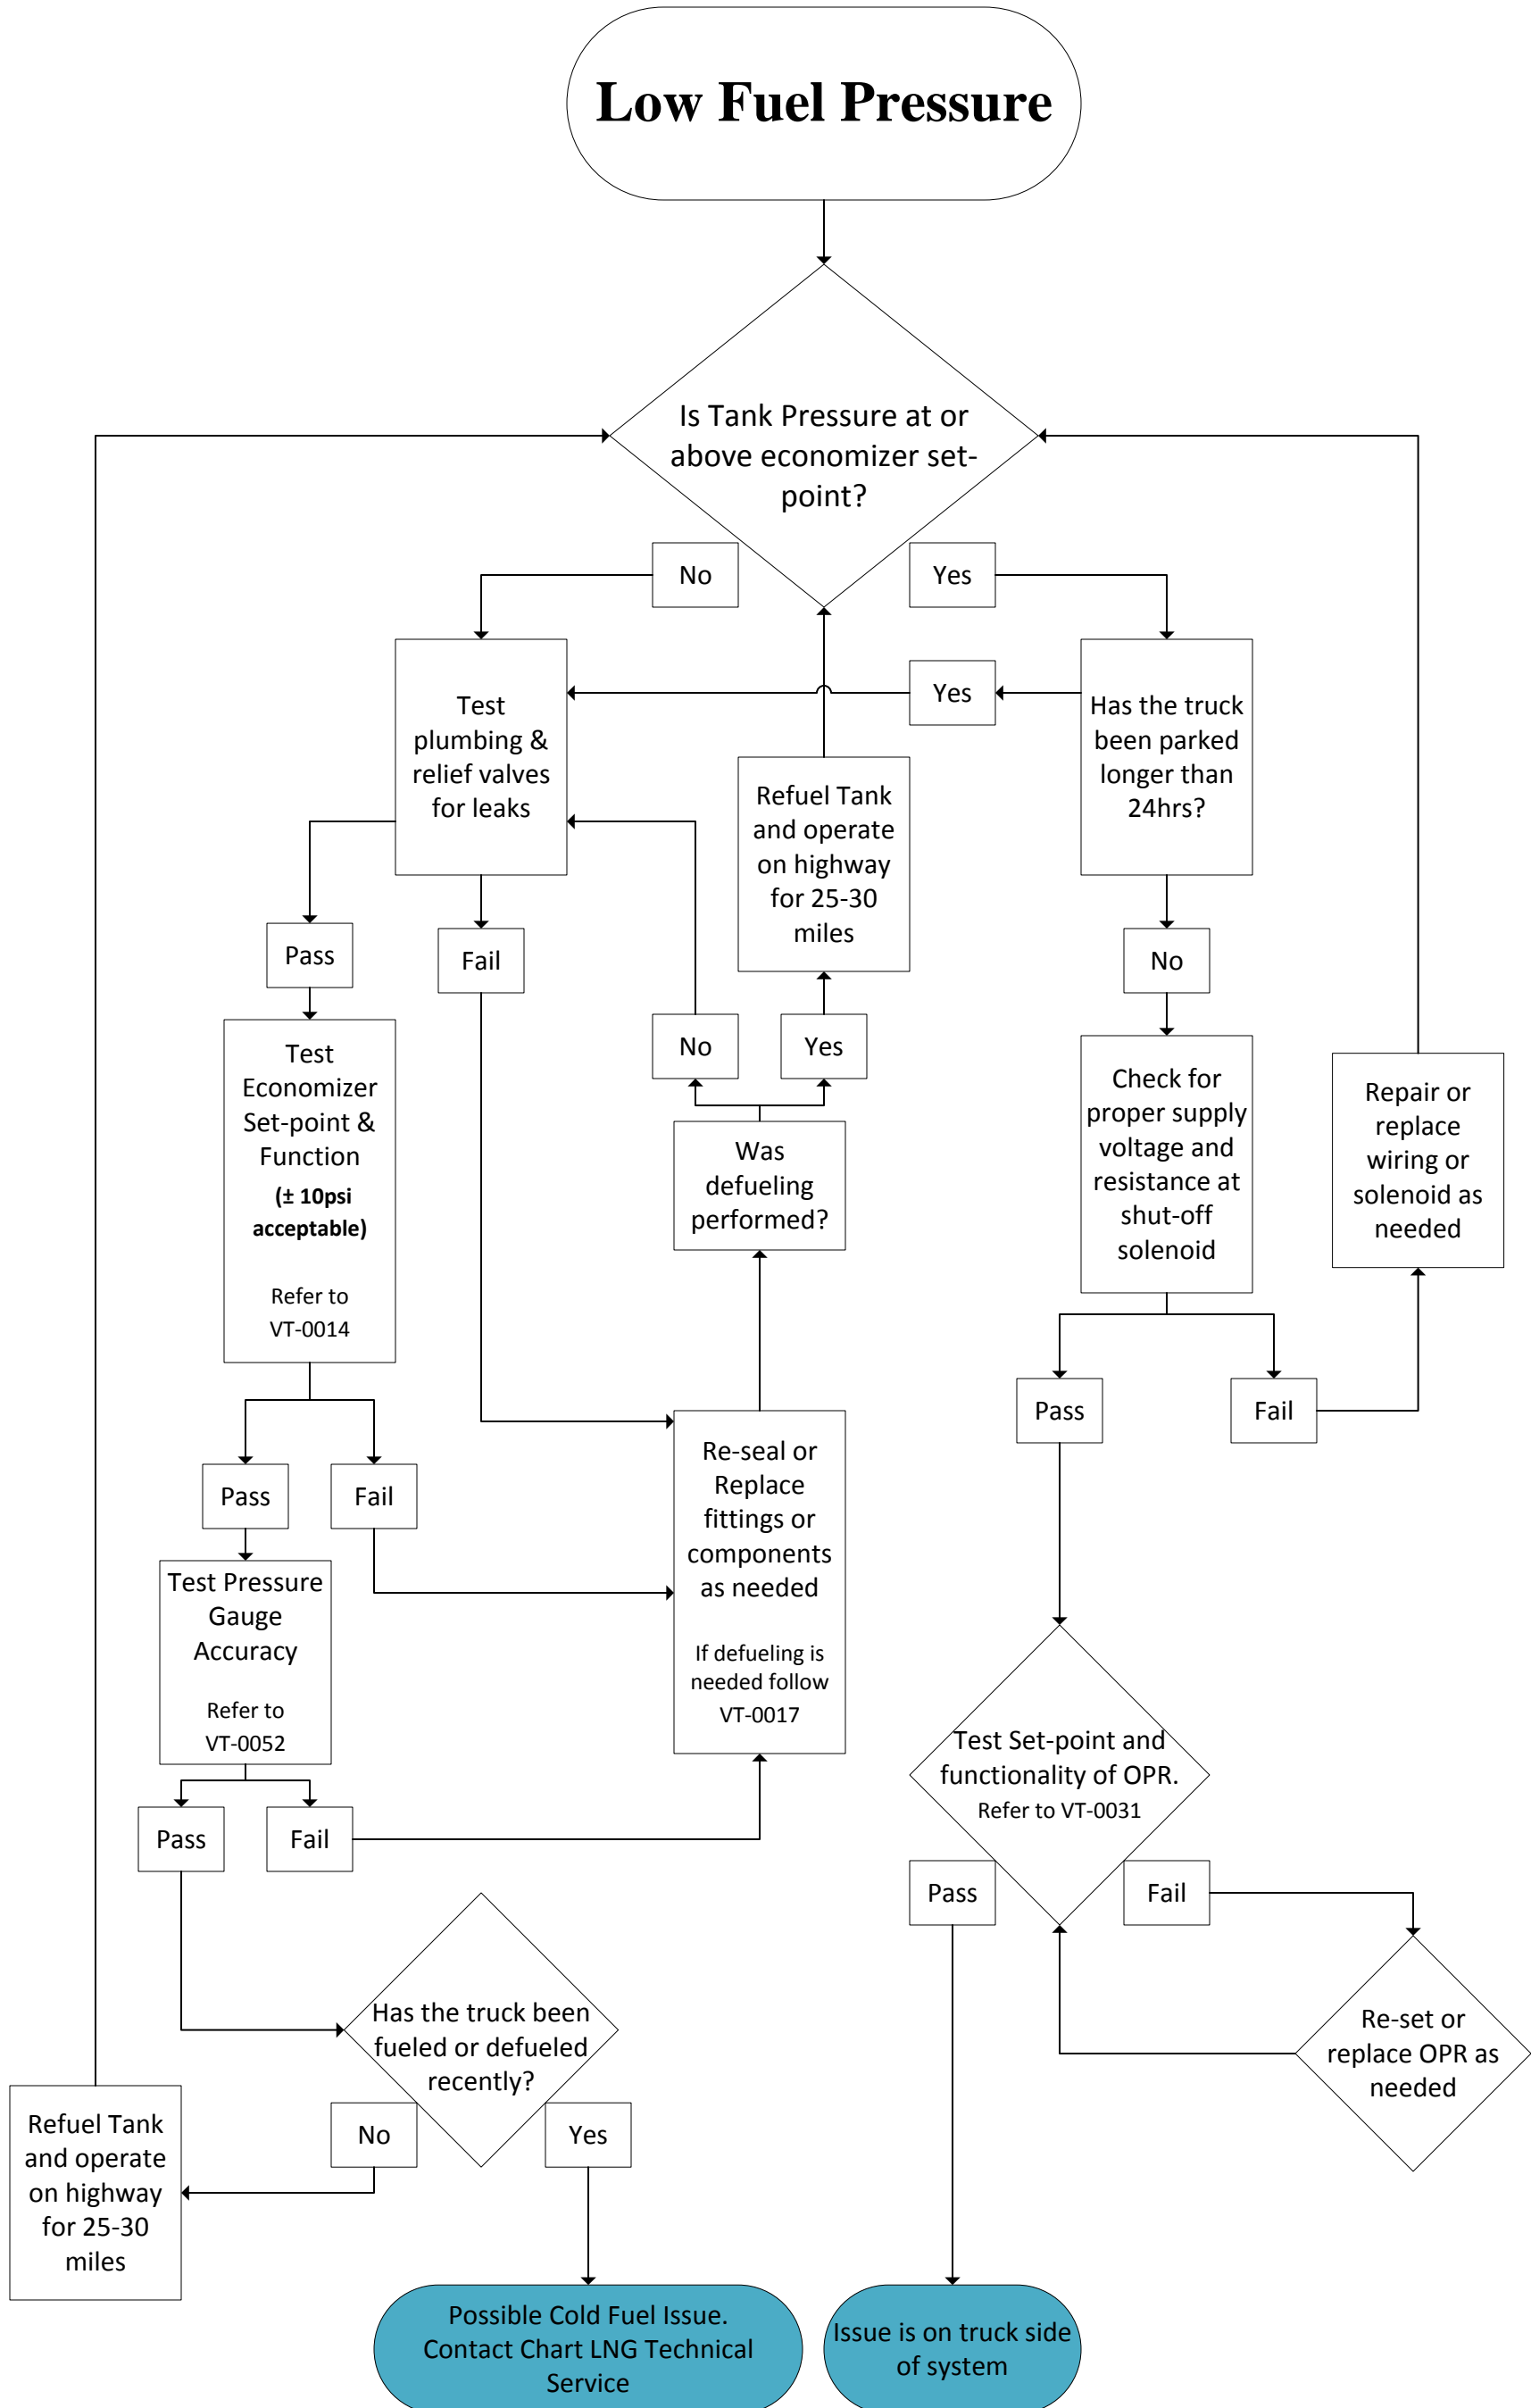 Low Fuel Pressure
Is Tank Pressure at or
above economizer set-
point?
No
Yes
Test
plumbing &
relief valves
for leaks
Yes
Has the truck
been parked
longer than
24hrs?
Refuel Tank
and operate
on highway
for 25-30
miles
Pass
Fail
No
No
Yes
Test
Economizer
Set-point &
Function
(± 10psi
acceptable)
Refer to
VT-0014
Was
defueling
performed?
Check for
proper supply
voltage and
resistance at
shut-off
solenoid
Repair or
replace
wiring or
solenoid as
needed
Pass
Fail
Pass
Fail
Re-seal or
Replace
fittings or
components
as needed
If defueling is
needed follow
VT-0017
Test Pressure
Gauge
Accuracy
Refer to
VT-0052
Pass
Fail
Test Set-point and
functionality of OPR.
Refer to VT-0031
Pass
Fail
Has the truck been
fueled or defueled
recently?
Re-set or
replace OPR as
needed
No
Yes
Refuel Tank
and operate
on highway
for 25-30
miles
Possible Cold Fuel Issue.
Contact Chart LNG Technical
Service
Issue is on truck side
of system